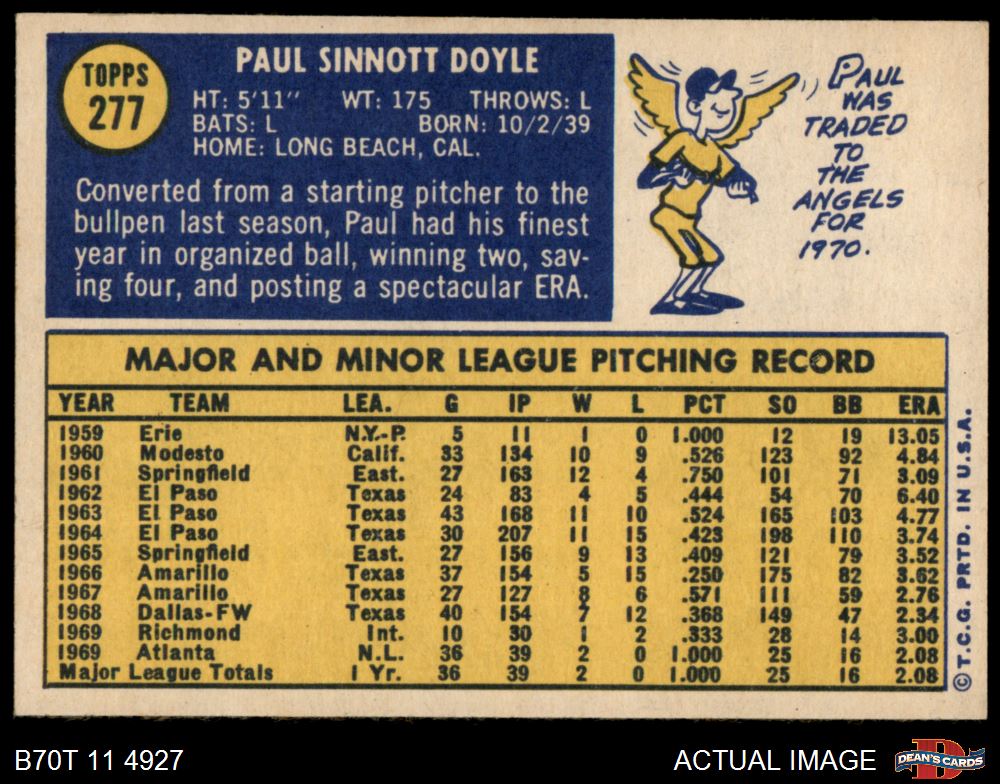 TOPPS
277
PAUL SINNOTT DOYLE
HT: 5'11" WT: 175 THROWS: L
BATS: L BORN: 10/2/39
HOME: LONG BEACH, CAL.
Converted from a starting pitcher to the
bullpen last season, Paul had his finest
year in organized ball, winning two, sav-
ing four, and posting a spectacular ERA.
PAUL
WAS
TRADED
TO
THE
ANGELS
FOR
1970.
MAJOR AND MINOR LEAGUE PITCHING RECORD
YEAR TEAM LEA. G IP W L PCT SO BB ERA
1959 Erie N.Y.-P. 5 11 1 0 1.000 12 19 13.05
1960 Modesto Calif. 33 134 10 9 .526 123 92 4.84
1961 Springfield East. 27 163 12 4 .750 101 71 3.09
1962 El Paso Texas 24 83 4 5 .444 54 70 6.40
1963 El Paso Texas 43 168 11 10 .524 165 103 4.77
1964 El Paso Texas 30 207 11 15 .423 198 110 3.74
1965 Springfield East. 27 156 9 13 .409 121 79 3.52
1966 Amarillo Texas 37 154 5 15 .250 175 82 3.62
1967 Amarillo Texas 27 127 8 6 .571 111 59 2.76
1968 Dallas-FW Texas 40 154 7 12 .368 149 47 2.34
1969 Richmond Int. 10 30 1 2 .333 28 14 3.00
1969 Atlanta N.L. 36 39 2 0 1.000 25 16 2.08
Major League Totals 1 Yr. 36 39 2 0 1.000 25 16 2.08
© T.C.G. PRTD. IN U.S.A.
B70T 11 4927
ACTUAL IMAGE
DEAN'S CARDS